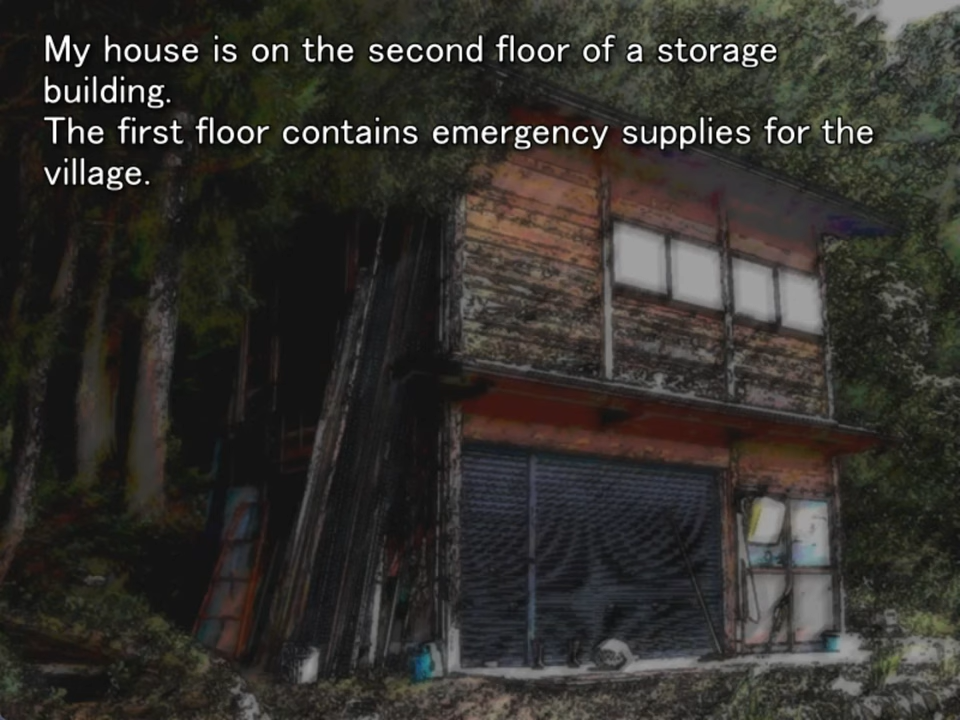 My house is on the second floor of a storage
building.
The first floor contains emergency supplies for the
village.